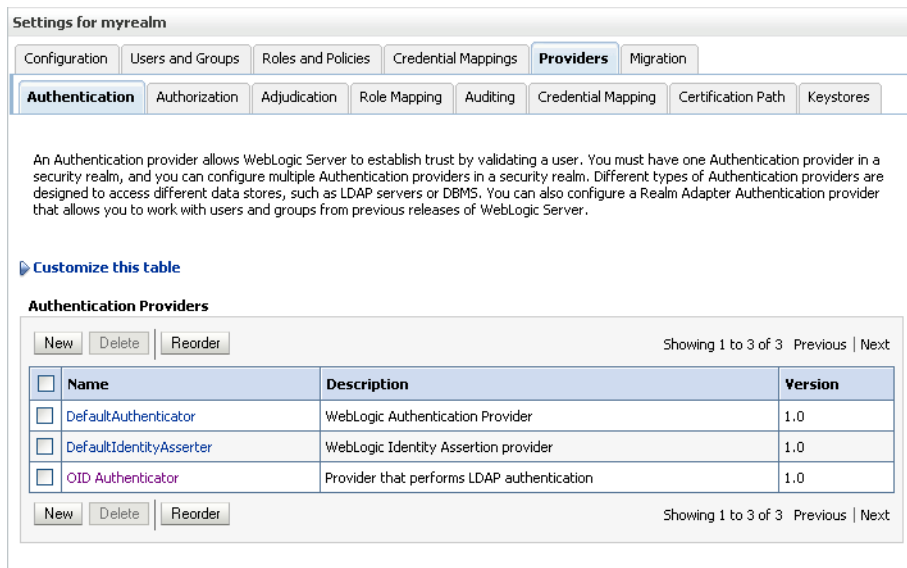 Settings for myrealm
Configuration Users and Groups Roles and Policies Credential Mappings Providers Migration
Authentication Authorization Adjudication Role Mapping Auditing Credential Mapping Certification Path Keystores
An Authentication provider allows WebLogic Server to establish trust by validating a user. You must have one Authentication provider in a
security realm, and you can configure multiple Authentication providers in a security realm. Different types of Authentication providers are
designed to access different data stores, such as LDAP servers or DBMS. You can also configure a Realm Adapter Authentication provider
that allows you to work with users and groups from previous releases of WebLogic Server.
Customize this table
Authentication Providers
New Delete Reorder Showing 1 to 3 of 3 Previous | Next
Name Description Version
DefaultAuthenticator WebLogic Authentication Provider 1.0
DefaultIdentityAsserter WebLogic Identity Assertion provider 1.0
OID Authenticator Provider that performs LDAP authentication 1.0
New Delete Reorder Showing 1 to 3 of 3 Previous | Next